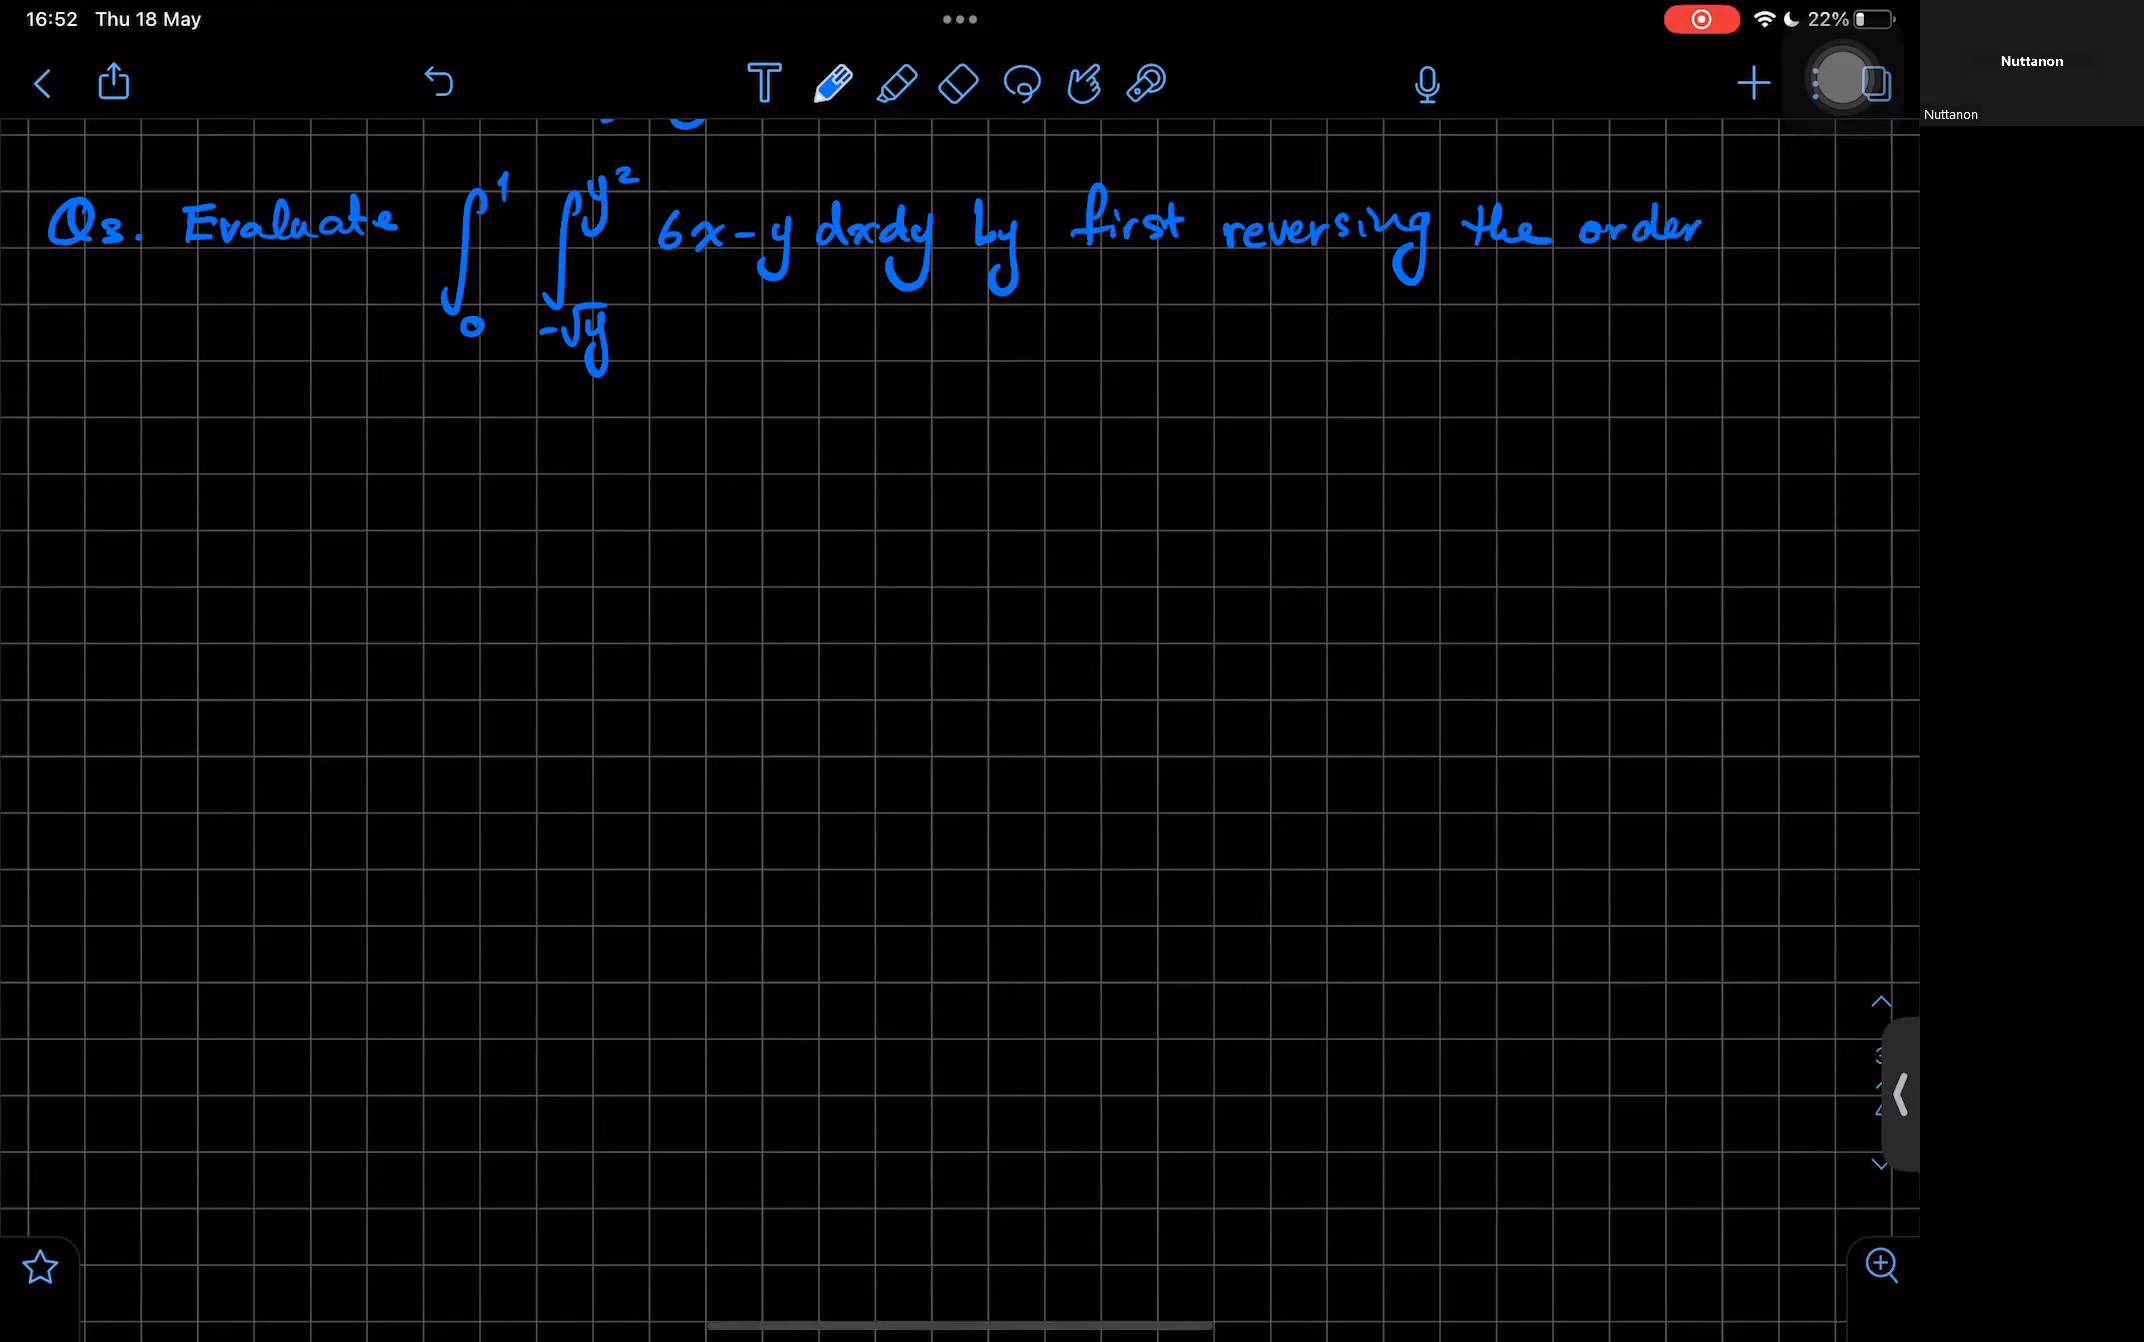 16:52 Thu 18 May
22%
Nuttanon
Nuttanon
Q3. Evaluate ∫₀¹ ∫_{-√y}^{y²} 6x-y dxdy by first reversing the order